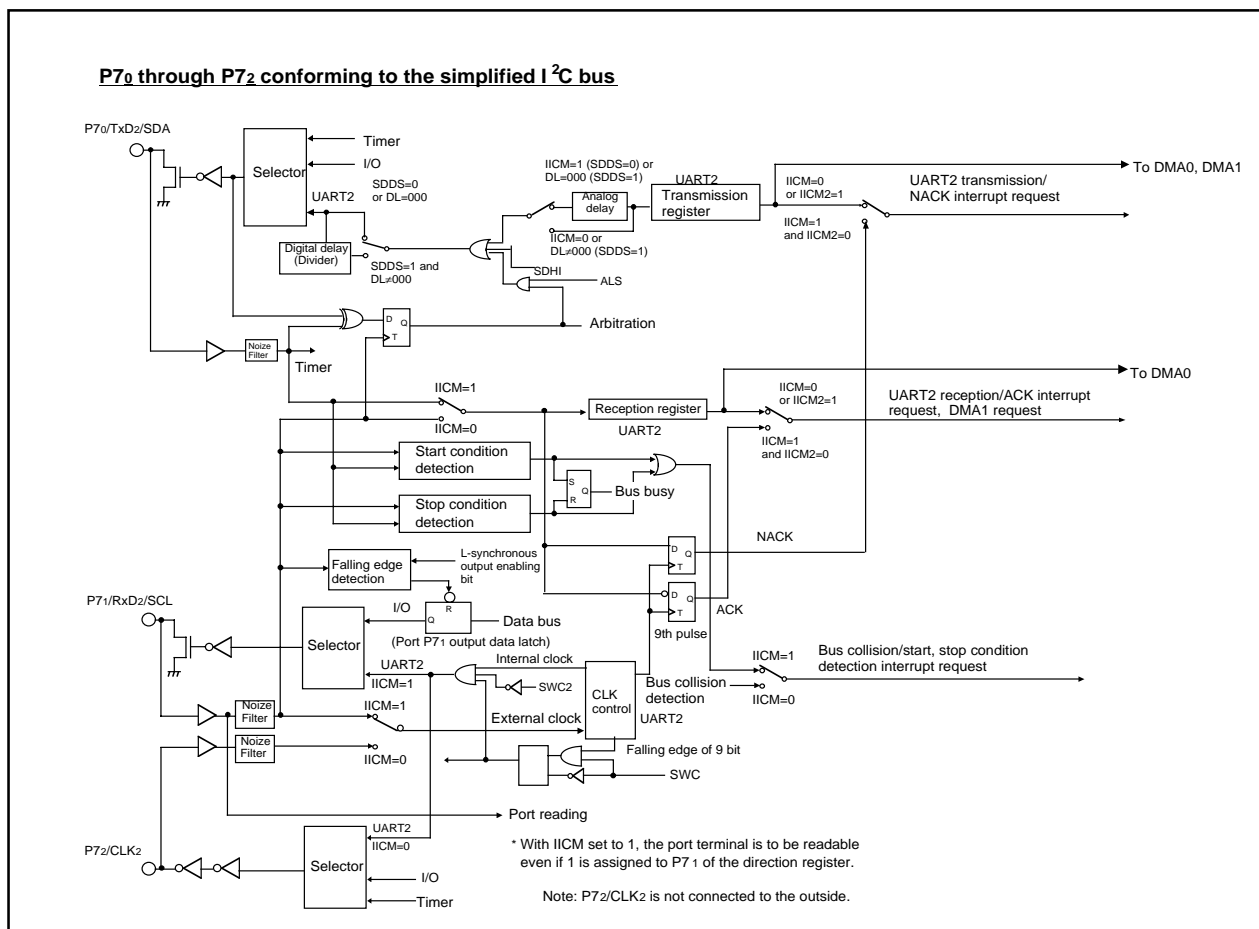 P70 through P72 conforming to the simplified I 2C bus
P70/TxD2/SDA
Selector
Timer
I/O
UART2
SDDS=0
or DL=000
Digital delay
(Divider)
SDDS=1 and
DL≠000
IICM=1 (SDDS=0) or
DL=000 (SDDS=1)
Analog
delay
IICM=0 or
DL≠000 (SDDS=1)
SDHI
ALS
UART2
Transmission
register
IICM=0
or IICM2=1
IICM=1
and IICM2=0
To DMA0, DMA1
UART2 transmission/
NACK interrupt
request
D
Q
T
Arbitration
Noize
Filter
Timer
IICM=1
IICM=0
Reception register
UART2
IICM=0
or IICM2=1
IICM=1
and IICM2=0
To DMA0
UART2 reception/ACK interrupt
request, DMA1 request
Start condition
detection
Stop condition
detection
S
R
Q
Bus busy
NACK
D
Q
T
D
Q
T
ACK
9th pulse
Falling edge
detection
L-synchronous
output enabling
bit
P71/RxD2/SCL
Selector
I/O
R
Q
Data bus
(Port P71 output data latch)
UART2
IICM=1
Internal clock
SWC2
CLK
control
UART2
Bus collision
detection
IICM=1
IICM=0
Bus collision/start, stop condition
detection interrupt request
Noize
Filter
IICM=1
External clock
Noize
Filter
IICM=0
Falling edge of 9 bit
SWC
Port reading
P72/CLK2
Selector
UART2
IICM=0
I/O
Timer
* With IICM set to 1, the port terminal is to be readable
even if 1 is assigned to P7 1 of the direction register.
Note: P72/CLK2 is not connected to the outside.